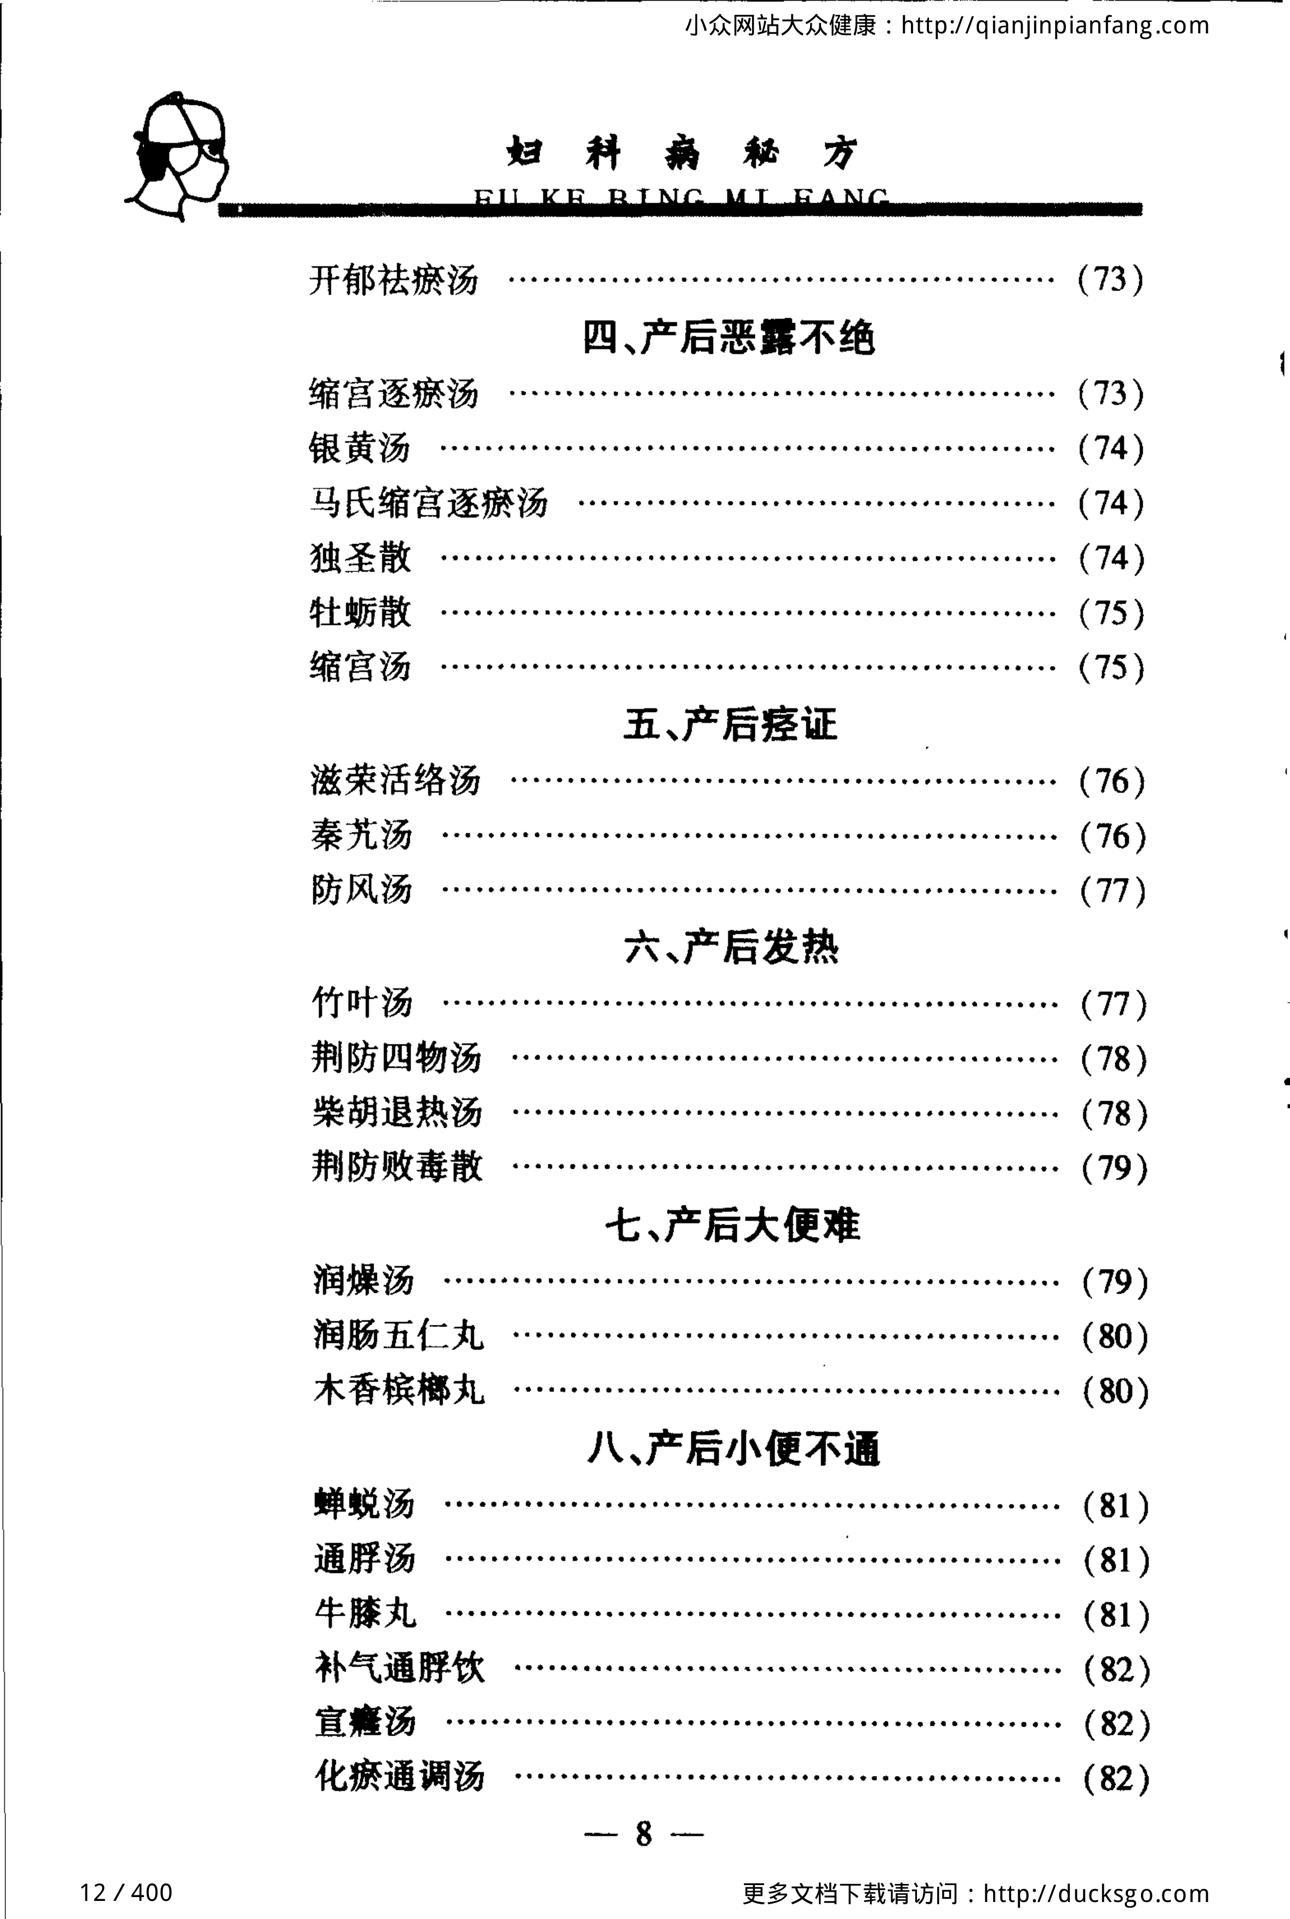 小众网站大众健康：http://qianjinpianfang.com
妇科病秘方
FU KE BING MI FANG
开郁祛瘀汤 …………………………………………… (73)
四、产后恶露不绝
缩宫逐瘀汤 …………………………………………… (73)
银黄汤 …………………………………………… (74)
马氏缩宫逐瘀汤 …………………………………………… (74)
独圣散 …………………………………………… (74)
牡蛎散 …………………………………………… (75)
缩宫汤 …………………………………………… (75)
五、产后痉证
滋荣活络汤 …………………………………………… (76)
秦艽汤 …………………………………………… (76)
防风汤 …………………………………………… (77)
六、产后发热
竹叶汤 …………………………………………… (77)
荆防四物汤 …………………………………………… (78)
柴胡退热汤 …………………………………………… (78)
荆防败毒散 …………………………………………… (79)
七、产后大便难
润燥汤 …………………………………………… (79)
润肠五仁丸 …………………………………………… (80)
木香槟榔丸 …………………………………………… (80)
八、产后小便不通
蝉蜕汤 …………………………………………… (81)
通脬汤 …………………………………………… (81)
牛膝丸 …………………………………………… (81)
补气通脬饮 …………………………………………… (82)
宣癃汤 …………………………………………… (82)
化瘀通调汤 …………………………………………… (82)
— 8 —
12 / 400
更多文档下载请访问：http://ducksgo.com